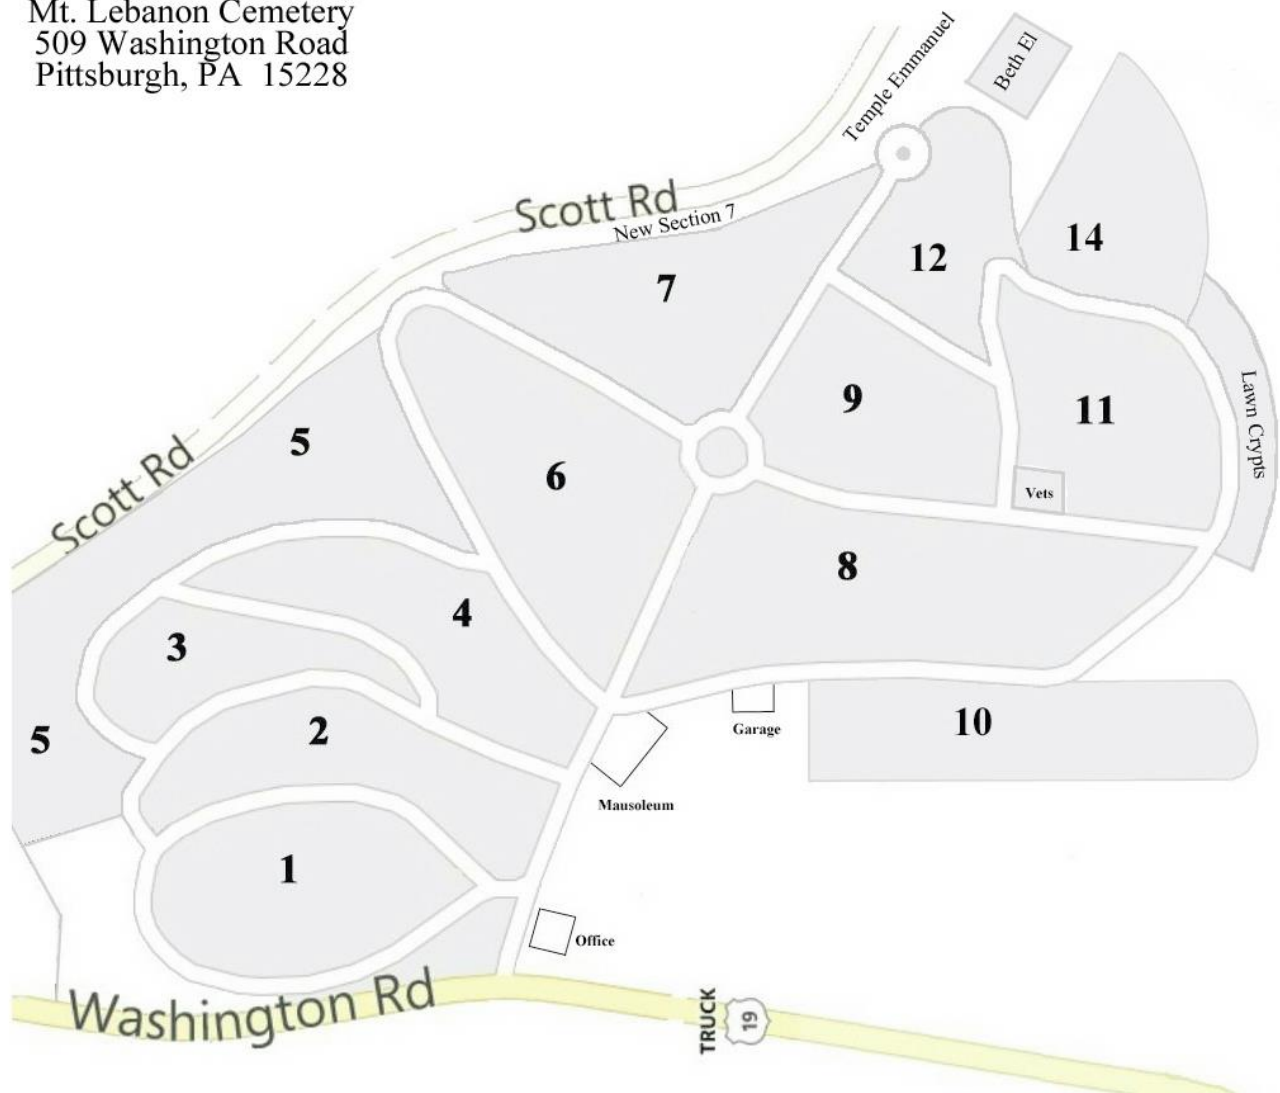 Mt. Lebanon Cemetery
509 Washington Road
Pittsburgh, PA 15228
Temple Emmanuel
Beth El
Scott Rd
New Section 7
7
12
14
Scott Rd
5
6
9
11
Lawn Crypts
Vets
8
4
3
5
2
10
Garage
Mausoleum
1
Office
Washington Rd
TRUCK
19